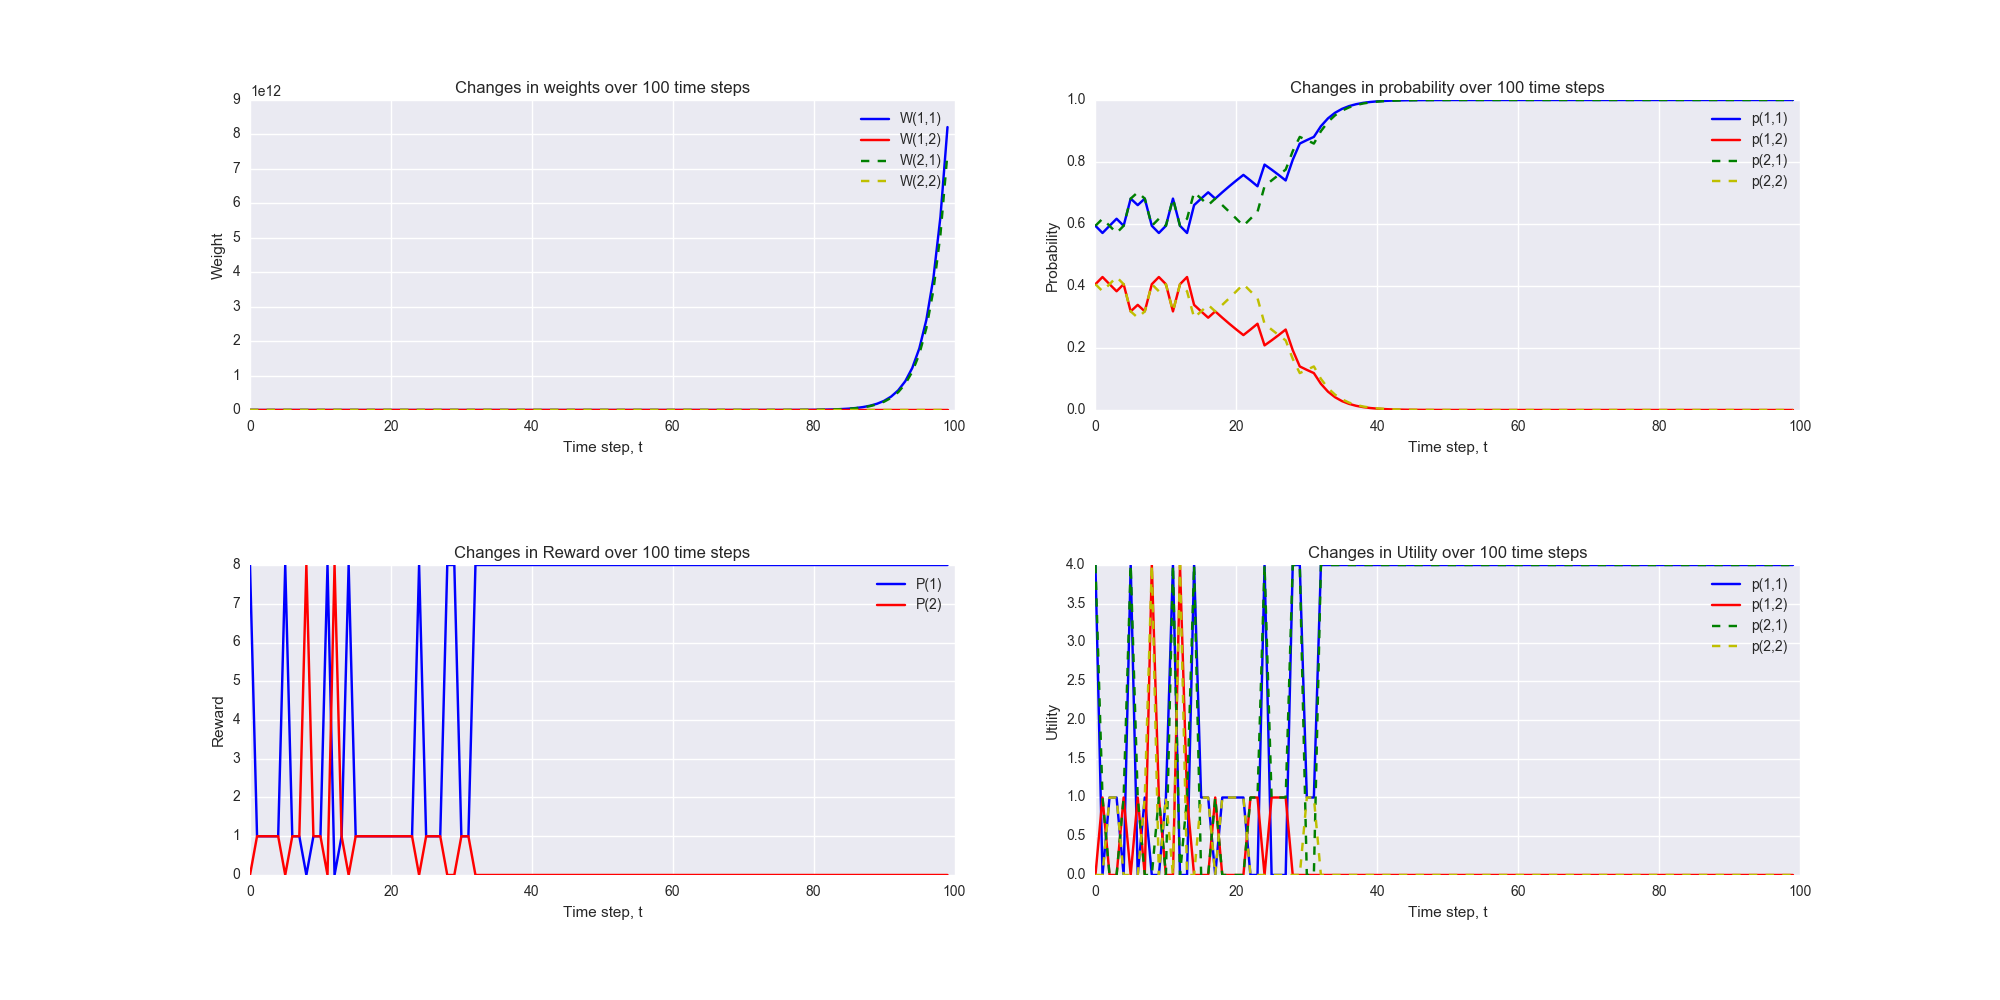 Changes in weights over 100 time steps
1e12
9
8
7
6
5
4
3
2
1
0
Weight
W(1,1)
W(1,2)
W(2,1)
W(2,2)
0 20 40 60 80 100
Time step, t
Changes in probability over 100 time steps
1.0
0.8
0.6
0.4
0.2
0.0
Probability
p(1,1)
p(1,2)
p(2,1)
p(2,2)
0 20 40 60 80 100
Time step, t
Changes in Reward over 100 time steps
8
7
6
5
4
3
2
1
0
Reward
P(1)
P(2)
0 20 40 60 80 100
Time step, t
Changes in Utility over 100 time steps
4.0
3.5
3.0
2.5
2.0
1.5
1.0
0.5
0.0
Utility
p(1,1)
p(1,2)
p(2,1)
p(2,2)
0 20 40 60 80 100
Time step, t